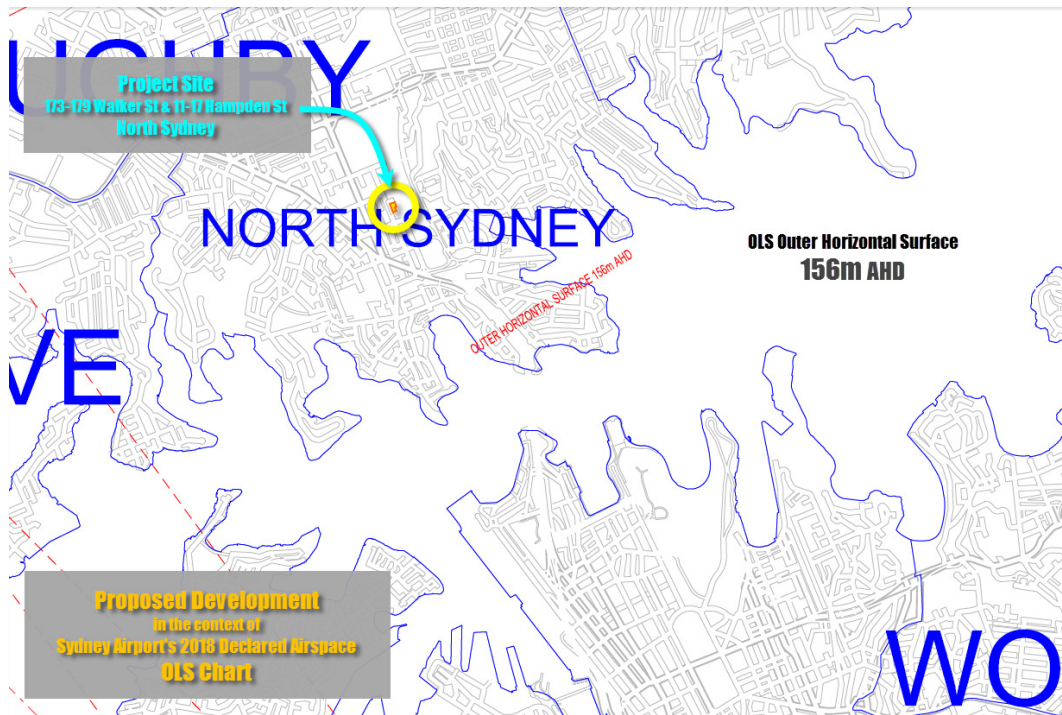 UGHBY
Project Site
173-179 Walker St & 11-17 Hampden St
North Sydney
NORTH SYDNEY
OLS Outer Horizontal Surface
156m AHD
OUTER HORIZONTAL SURFACE 156m AHD
VE
Proposed Development
in the context of
Sydney Airport's 2018 Declared Airspace
OLS Chart
WO